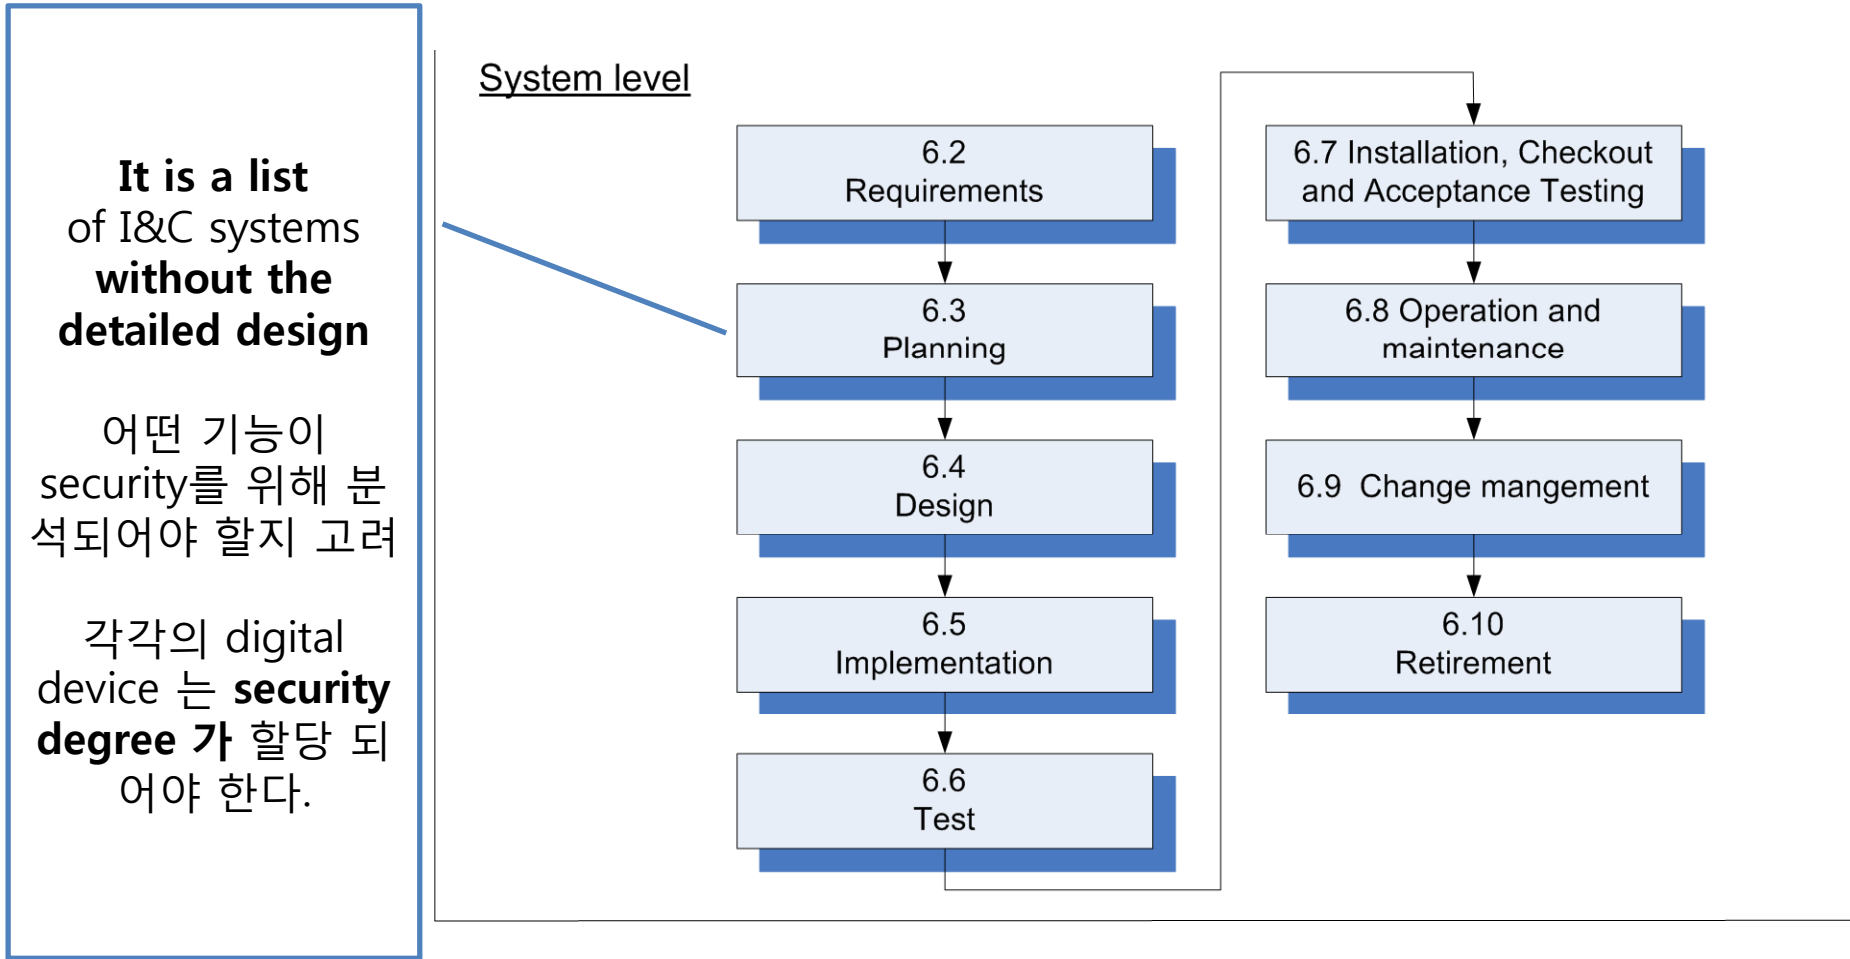 It is a list
of I&C systems
without the
detailed design
어떤 기능이
security를 위해 분
석되어야 할지 고려
각각의 digital
device 는 security
degree 가 할당 되
어야 한다.
System level
6.2
Requirements
6.3
Planning
6.4
Design
6.5
Implementation
6.6
Test
6.7 Installation, Checkout
and Acceptance Testing
6.8 Operation and
maintenance
6.9 Change mangement
6.10
Retirement